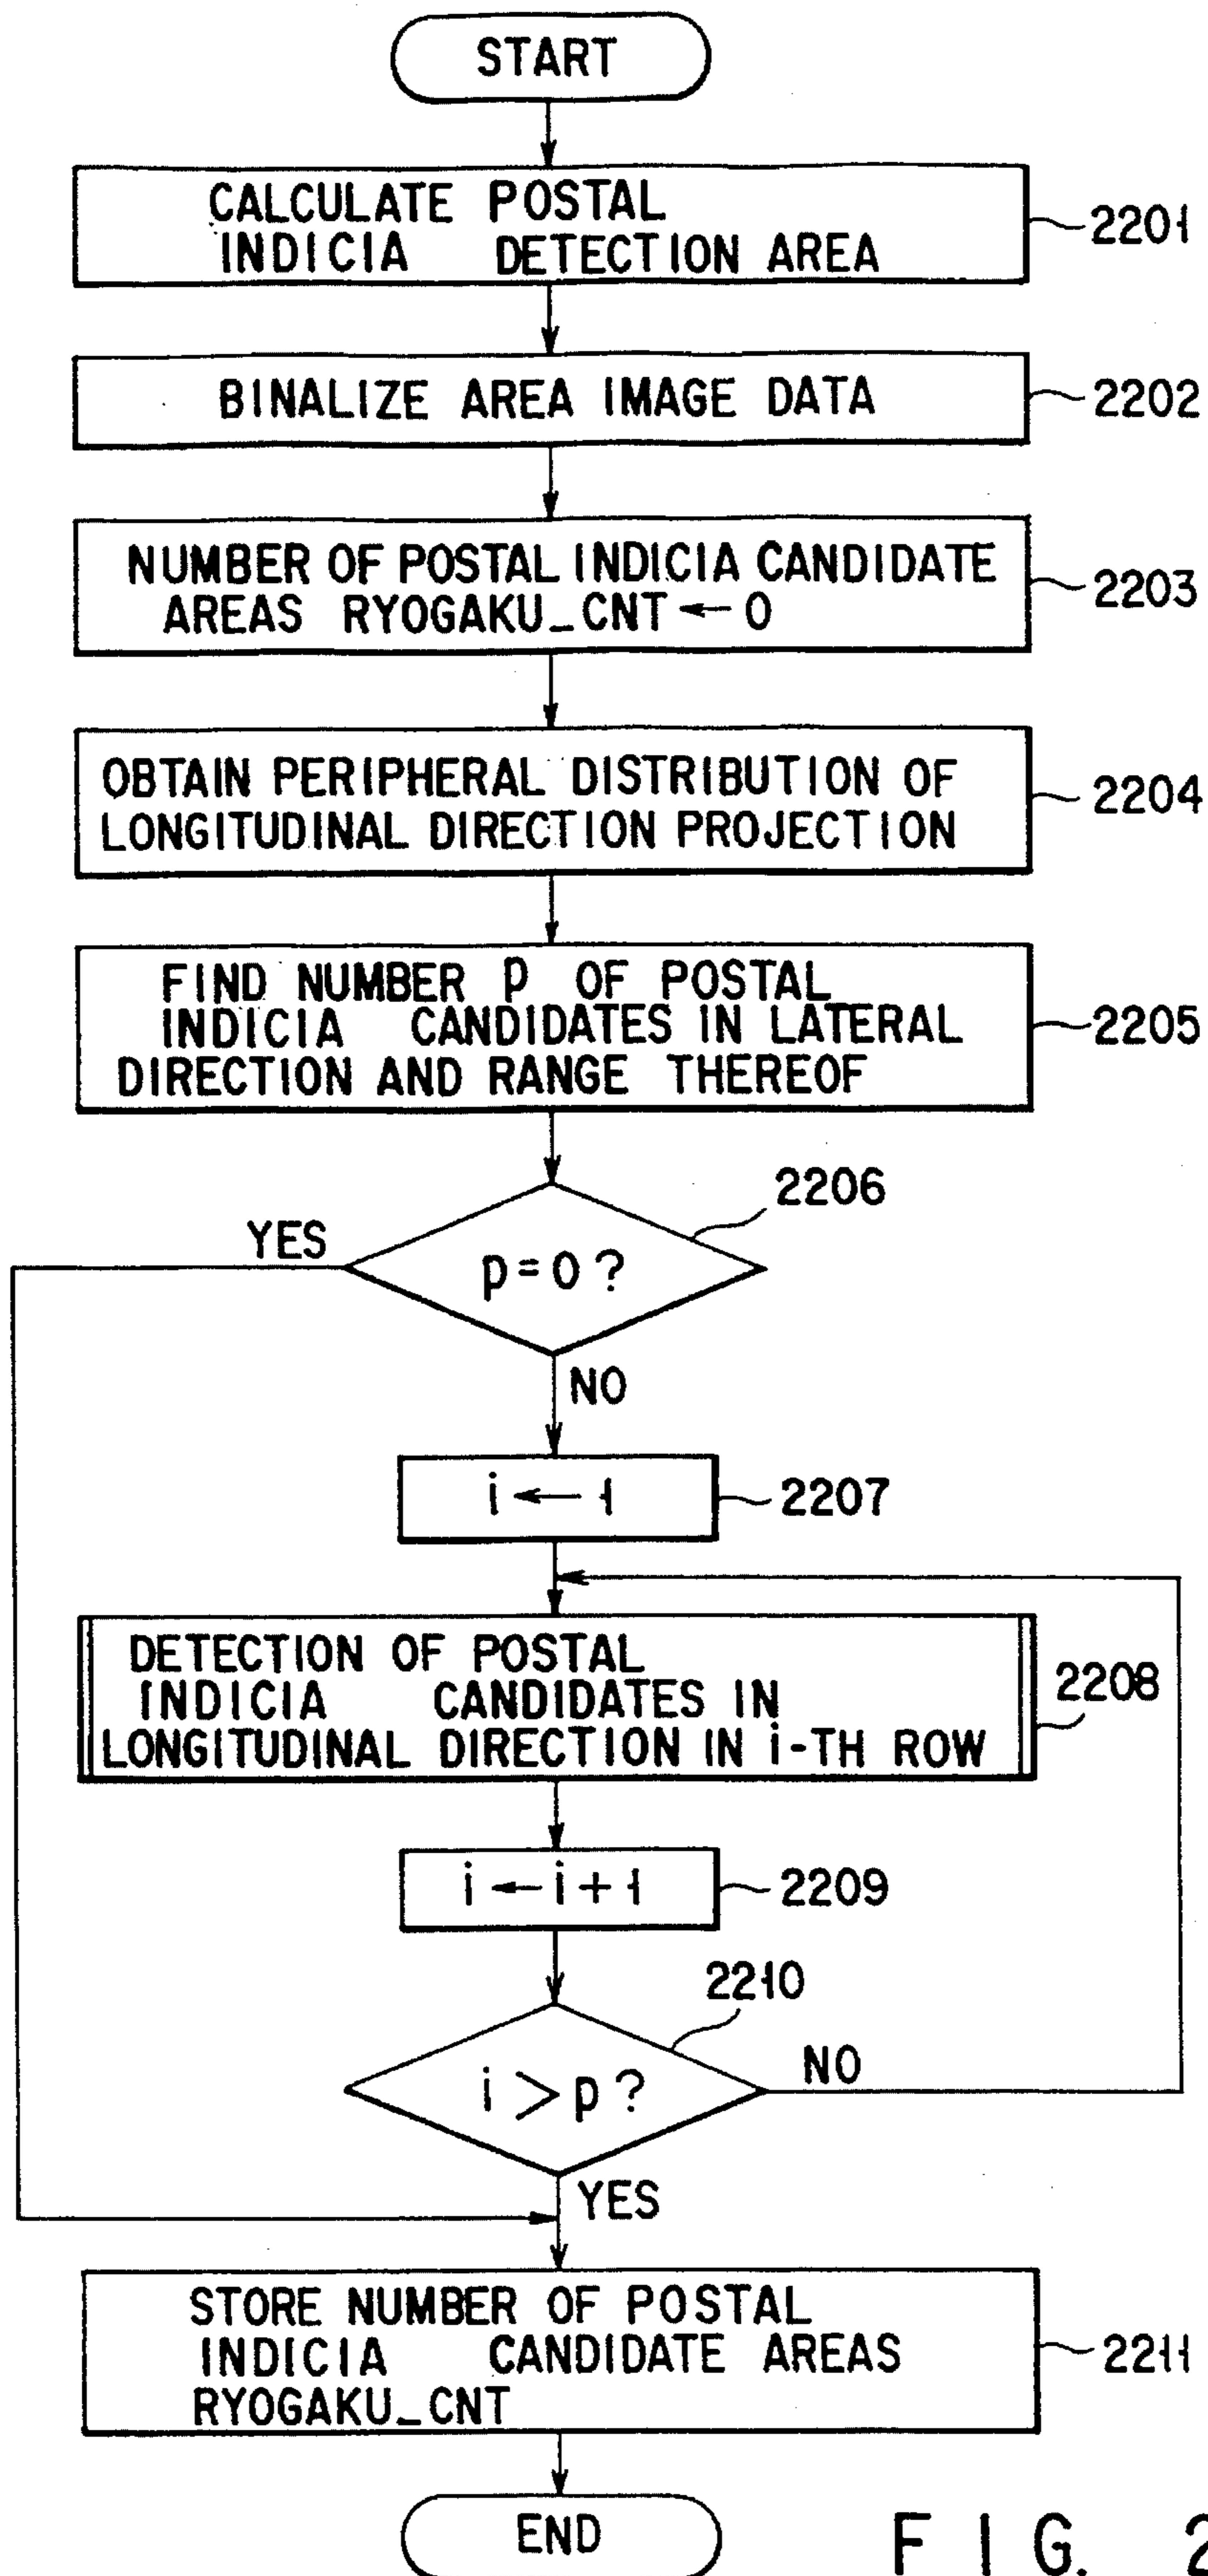 START
CALCULATE POSTAL
INDICIA DETECTION AREA
2201
BINALIZE AREA IMAGE DATA
2202
NUMBER OF POSTAL INDICIA CANDIDATE
AREAS RYOGAKU_CNT ← 0
2203
OBTAIN PERIPHERAL DISTRIBUTION OF
LONGITUDINAL DIRECTION PROJECTION
2204
FIND NUMBER P OF POSTAL
INDICIA CANDIDATES IN LATERAL
DIRECTION AND RANGE THEREOF
2205
2206
YES
p = 0 ?
NO
i ← 1
2207
DETECTION OF POSTAL
INDICIA CANDIDATES IN
LONGITUDINAL DIRECTION IN i-TH ROW
2208
i ← i + 1
2209
2210
i > p ?
NO
YES
STORE NUMBER OF POSTAL
INDICIA CANDIDATE AREAS
RYOGAKU_CNT
2211
END
FIG. 2